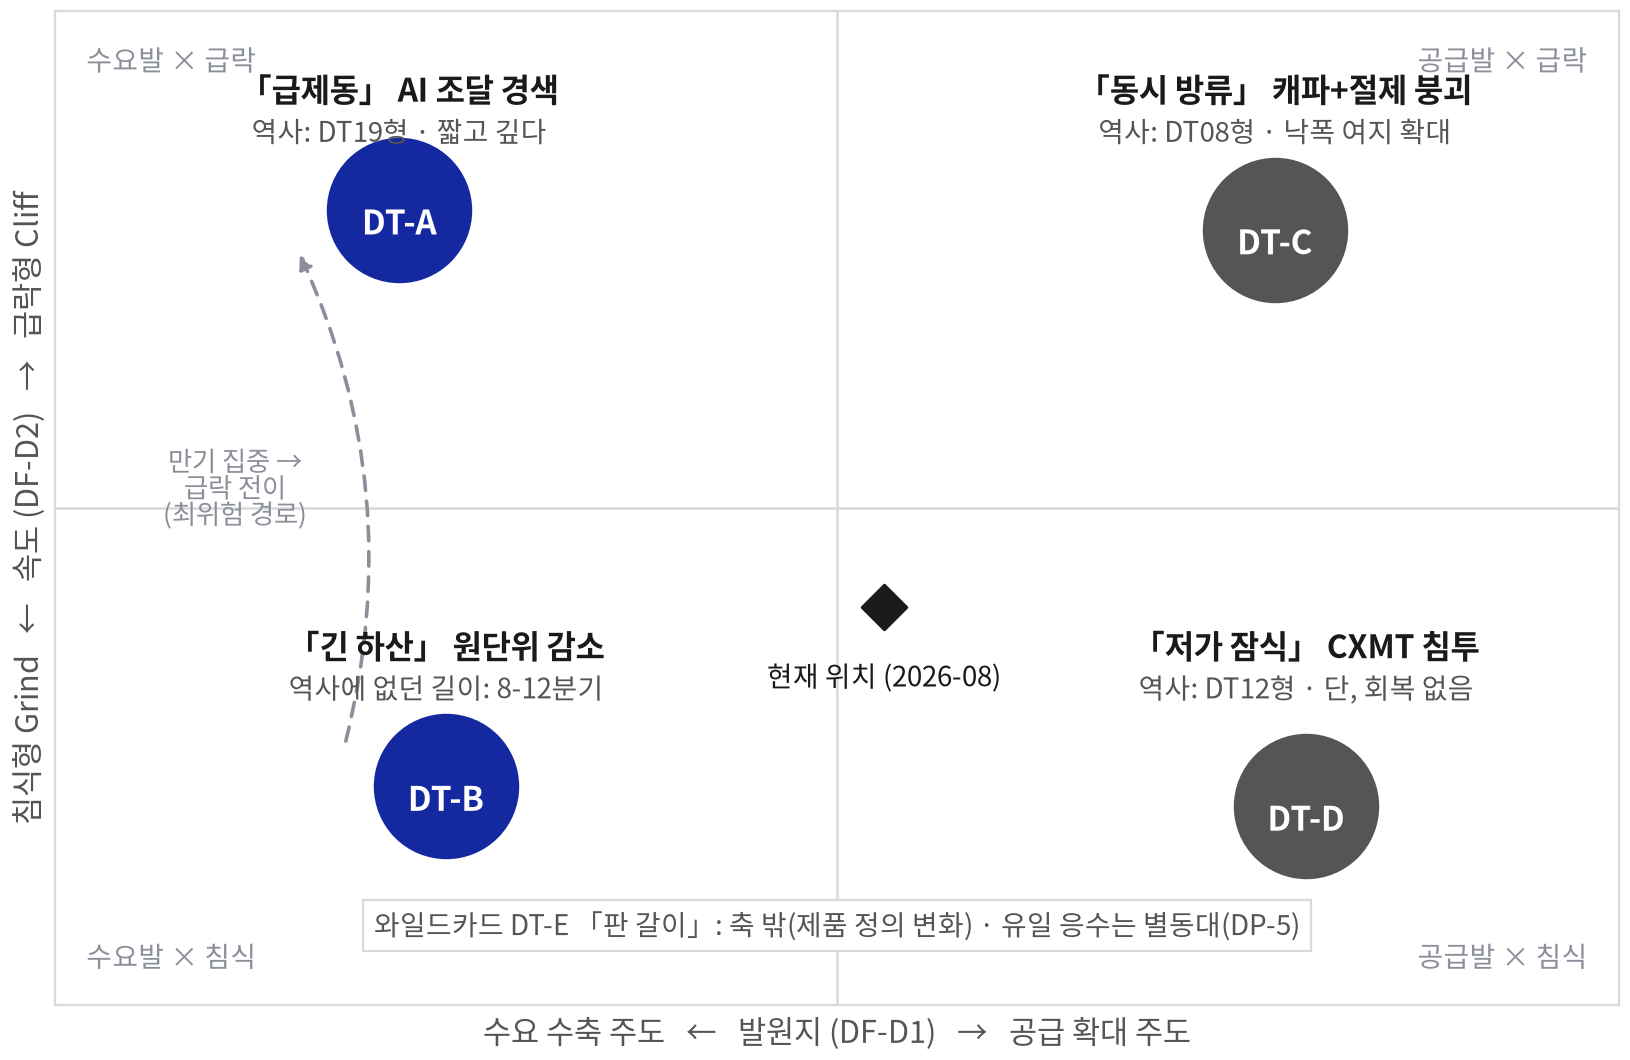 수요발 × 급락
공급발 × 급락
「급제동」 AI 조달 경색
역사: DT19형 · 짧고 깊다
DT-A
「동시 방류」 캐파+절제 붕괴
역사: DT08형 · 낙폭 여지 확대
DT-C
침식형 Grind ← 속도 (DF-D2) → 급락형 Cliff
만기 집중 →
급락 전이
(최위험 경로)
「긴 하산」 원단위 감소
역사에 없던 길이: 8-12분기
DT-B
현재 위치 (2026-08)
「저가 잠식」 CXMT 침투
역사: DT12형 · 단, 회복 없음
DT-D
와일드카드 DT-E 「판 갈이」: 축 밖(제품 정의 변화) · 유일 응수는 별동대(DP-5)
수요발 × 침식
공급발 × 침식
수요 수축 주도 ← 발원지 (DF-D1) → 공급 확대 주도